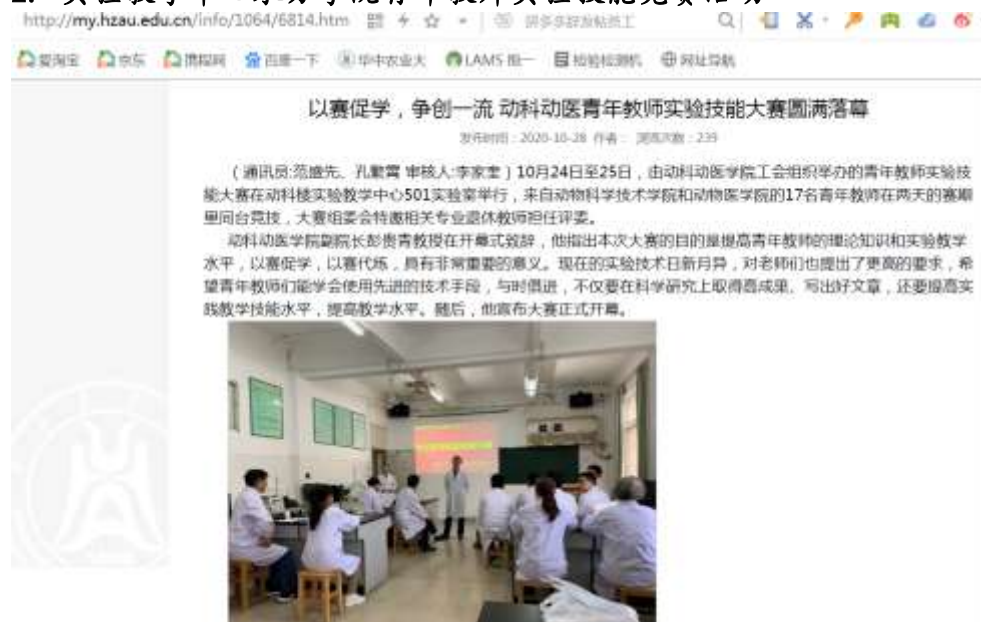 http://my.hzau.edu.cn/info/1064/6814.htm
爱淘宝 京东 携程网 百度一下 华中农业大 LAMS 网址导航
以赛促学，争创一流 动科动医青年教师实验技能大赛圆满落幕
发布时间：2020-10-28 作者： 浏览次数：239
（通讯员:范盛先、孔繁霄 审核人:李家奎）10月24日至25日，由动科动医学院工会组织举办的青年教师实验技
能大赛在动科楼实验教学中心501实验室举行，来自动物科学技术学院和动物医学院的17名青年教师在两天的赛期
里同台竞技，大赛组委会特邀相关专业退休教师担任评委。
动科动医学院副院长彭贵青教授在开幕式致辞，他指出本次大赛的目的是提高青年教师的理论知识和实验教学
水平，以赛促学，以赛代练，具有非常重要的意义。现在的实验技术日新月异，对老师们也提出了更高的要求，希
望青年教师们能学会使用先进的技术手段，与时俱进，不仅要在科学研究上取得高成果、写出好文章，还要提高实
践教学技能水平，提高教学水平。随后，他宣布大赛正式开幕。